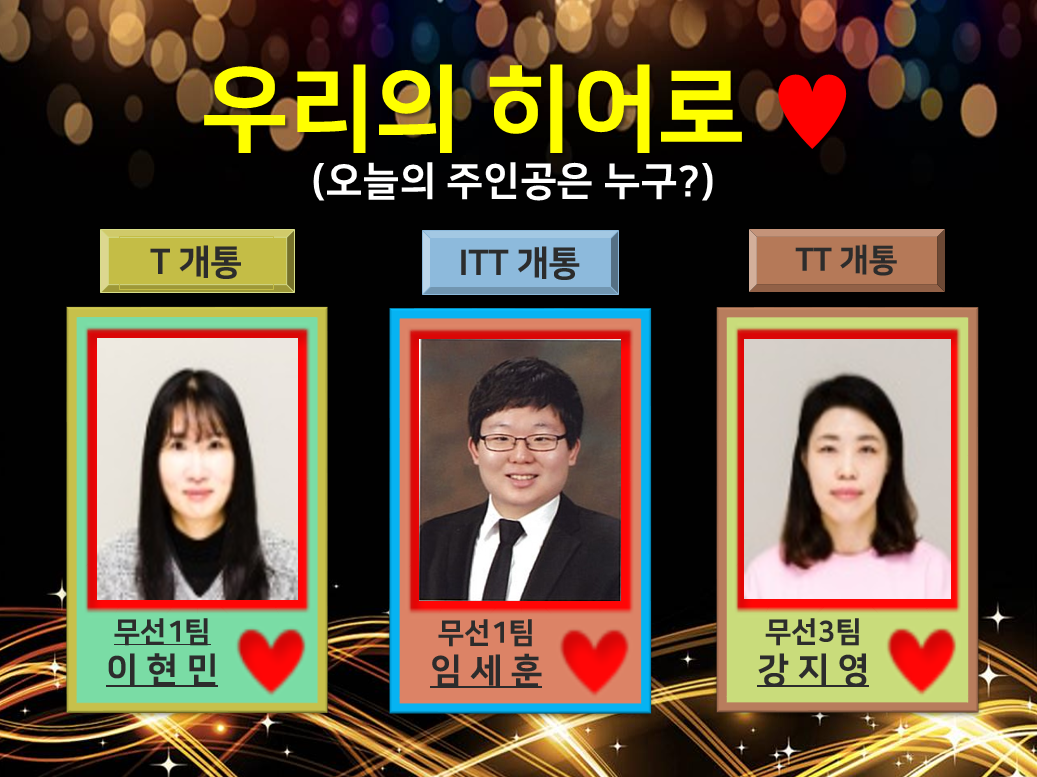 우리의 히어로
(오늘의 주인공은 누구?)
T 개통
ITT 개통
TT 개통
무선1팀
이 현 민
무선1팀
임 세 훈
무선3팀
강 지 영